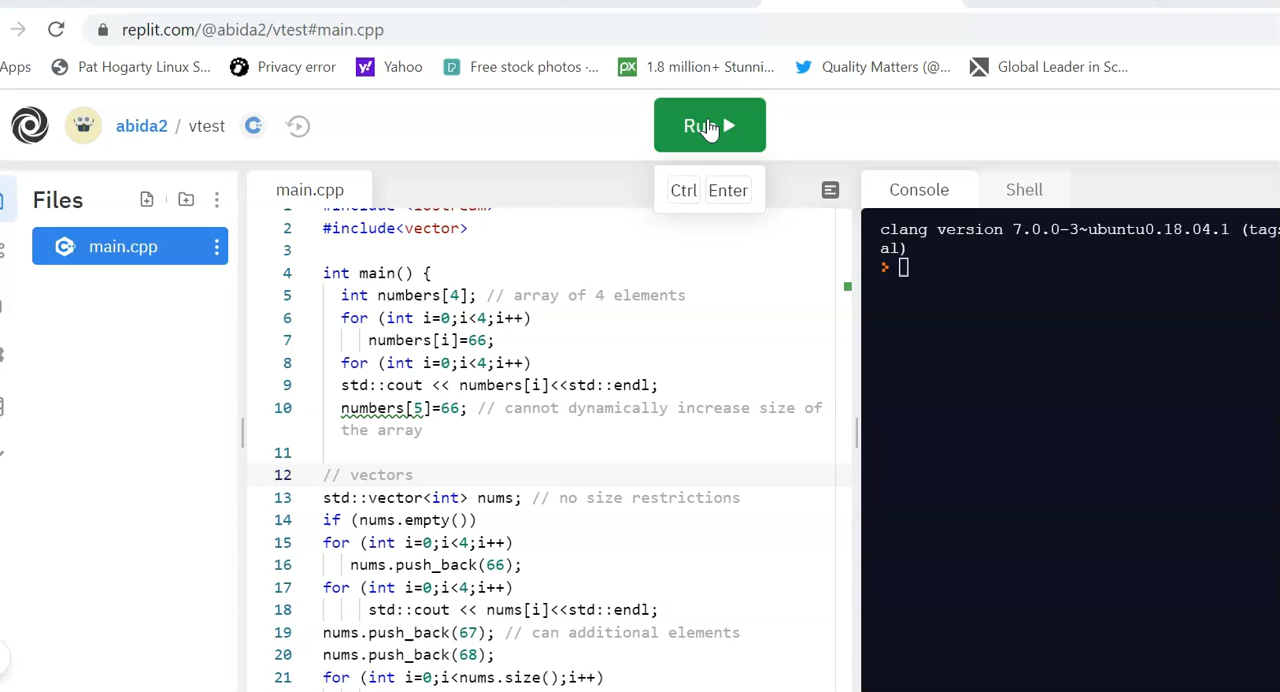 replit.com/@abida2/vtest#main.cpp
Apps Pat Hogarty Linux S... Privacy error Yahoo Free stock photos -... 1.8 million+ Stunni... Quality Matters (@... Global Leader in Sc...
abida2 / vtest Run
Ctrl Enter
Files main.cpp Console Shell
main.cpp
1 #include <iostream>
2 #include<vector>
3
4 int main() {
5 int numbers[4]; // array of 4 elements
6 for (int i=0;i<4;i++)
7 numbers[i]=66;
8 for (int i=0;i<4;i++)
9 std::cout << numbers[i]<<std::endl;
10 numbers[5]=66; // cannot dynamically increase size of
the array
11
12 // vectors
13 std::vector<int> nums; // no size restrictions
14 if (nums.empty())
15 for (int i=0;i<4;i++)
16 nums.push_back(66);
17 for (int i=0;i<4;i++)
18 std::cout << nums[i]<<std::endl;
19 nums.push_back(67); // can additional elements
20 nums.push_back(68);
21 for (int i=0;i<nums.size();i++)
clang version 7.0.0-3~ubuntu0.18.04.1 (tags
al)
>